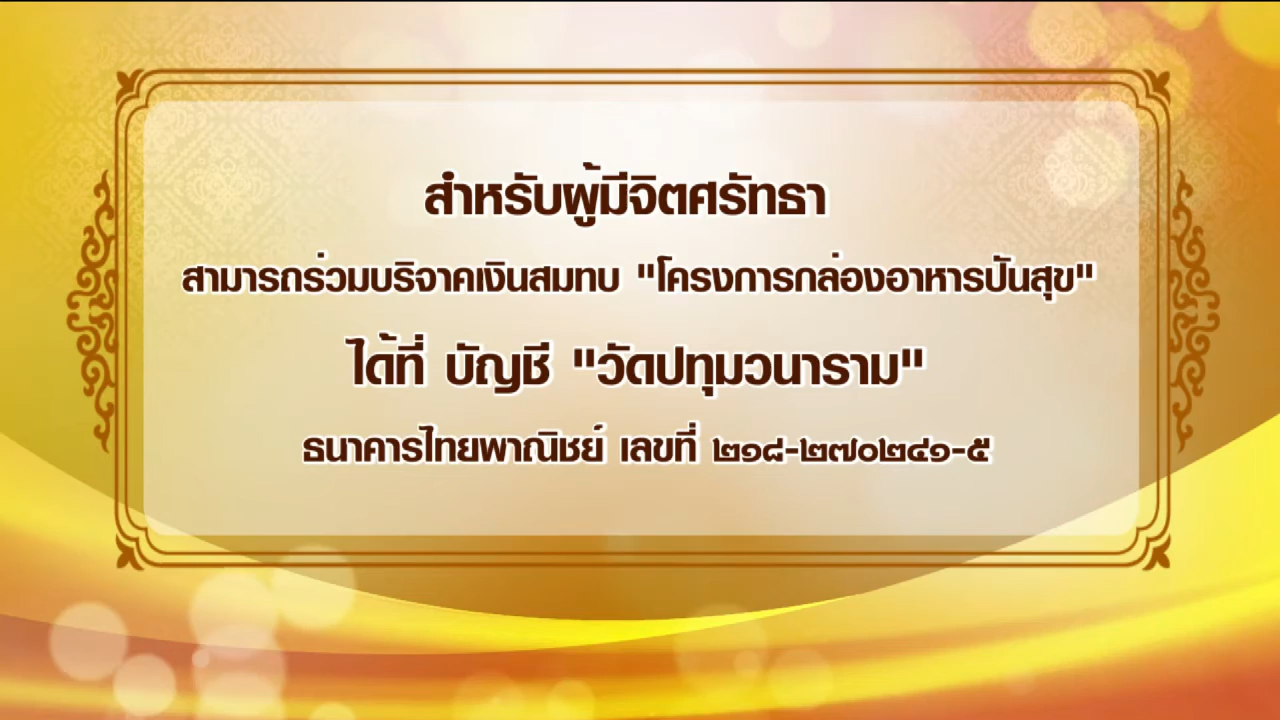 สำหรับผู้มีจิตศรัทธา
สามารถร่วมบริจาคเงินสมทบ "โครงการกล่องอาหารปันสุข"
ได้ที่ บัญชี "วัดปทุมวนาราม"
ธนาคารไทยพาณิชย์ เลขที่ ๒๑๘-๒๗๐๒๔๑-๕